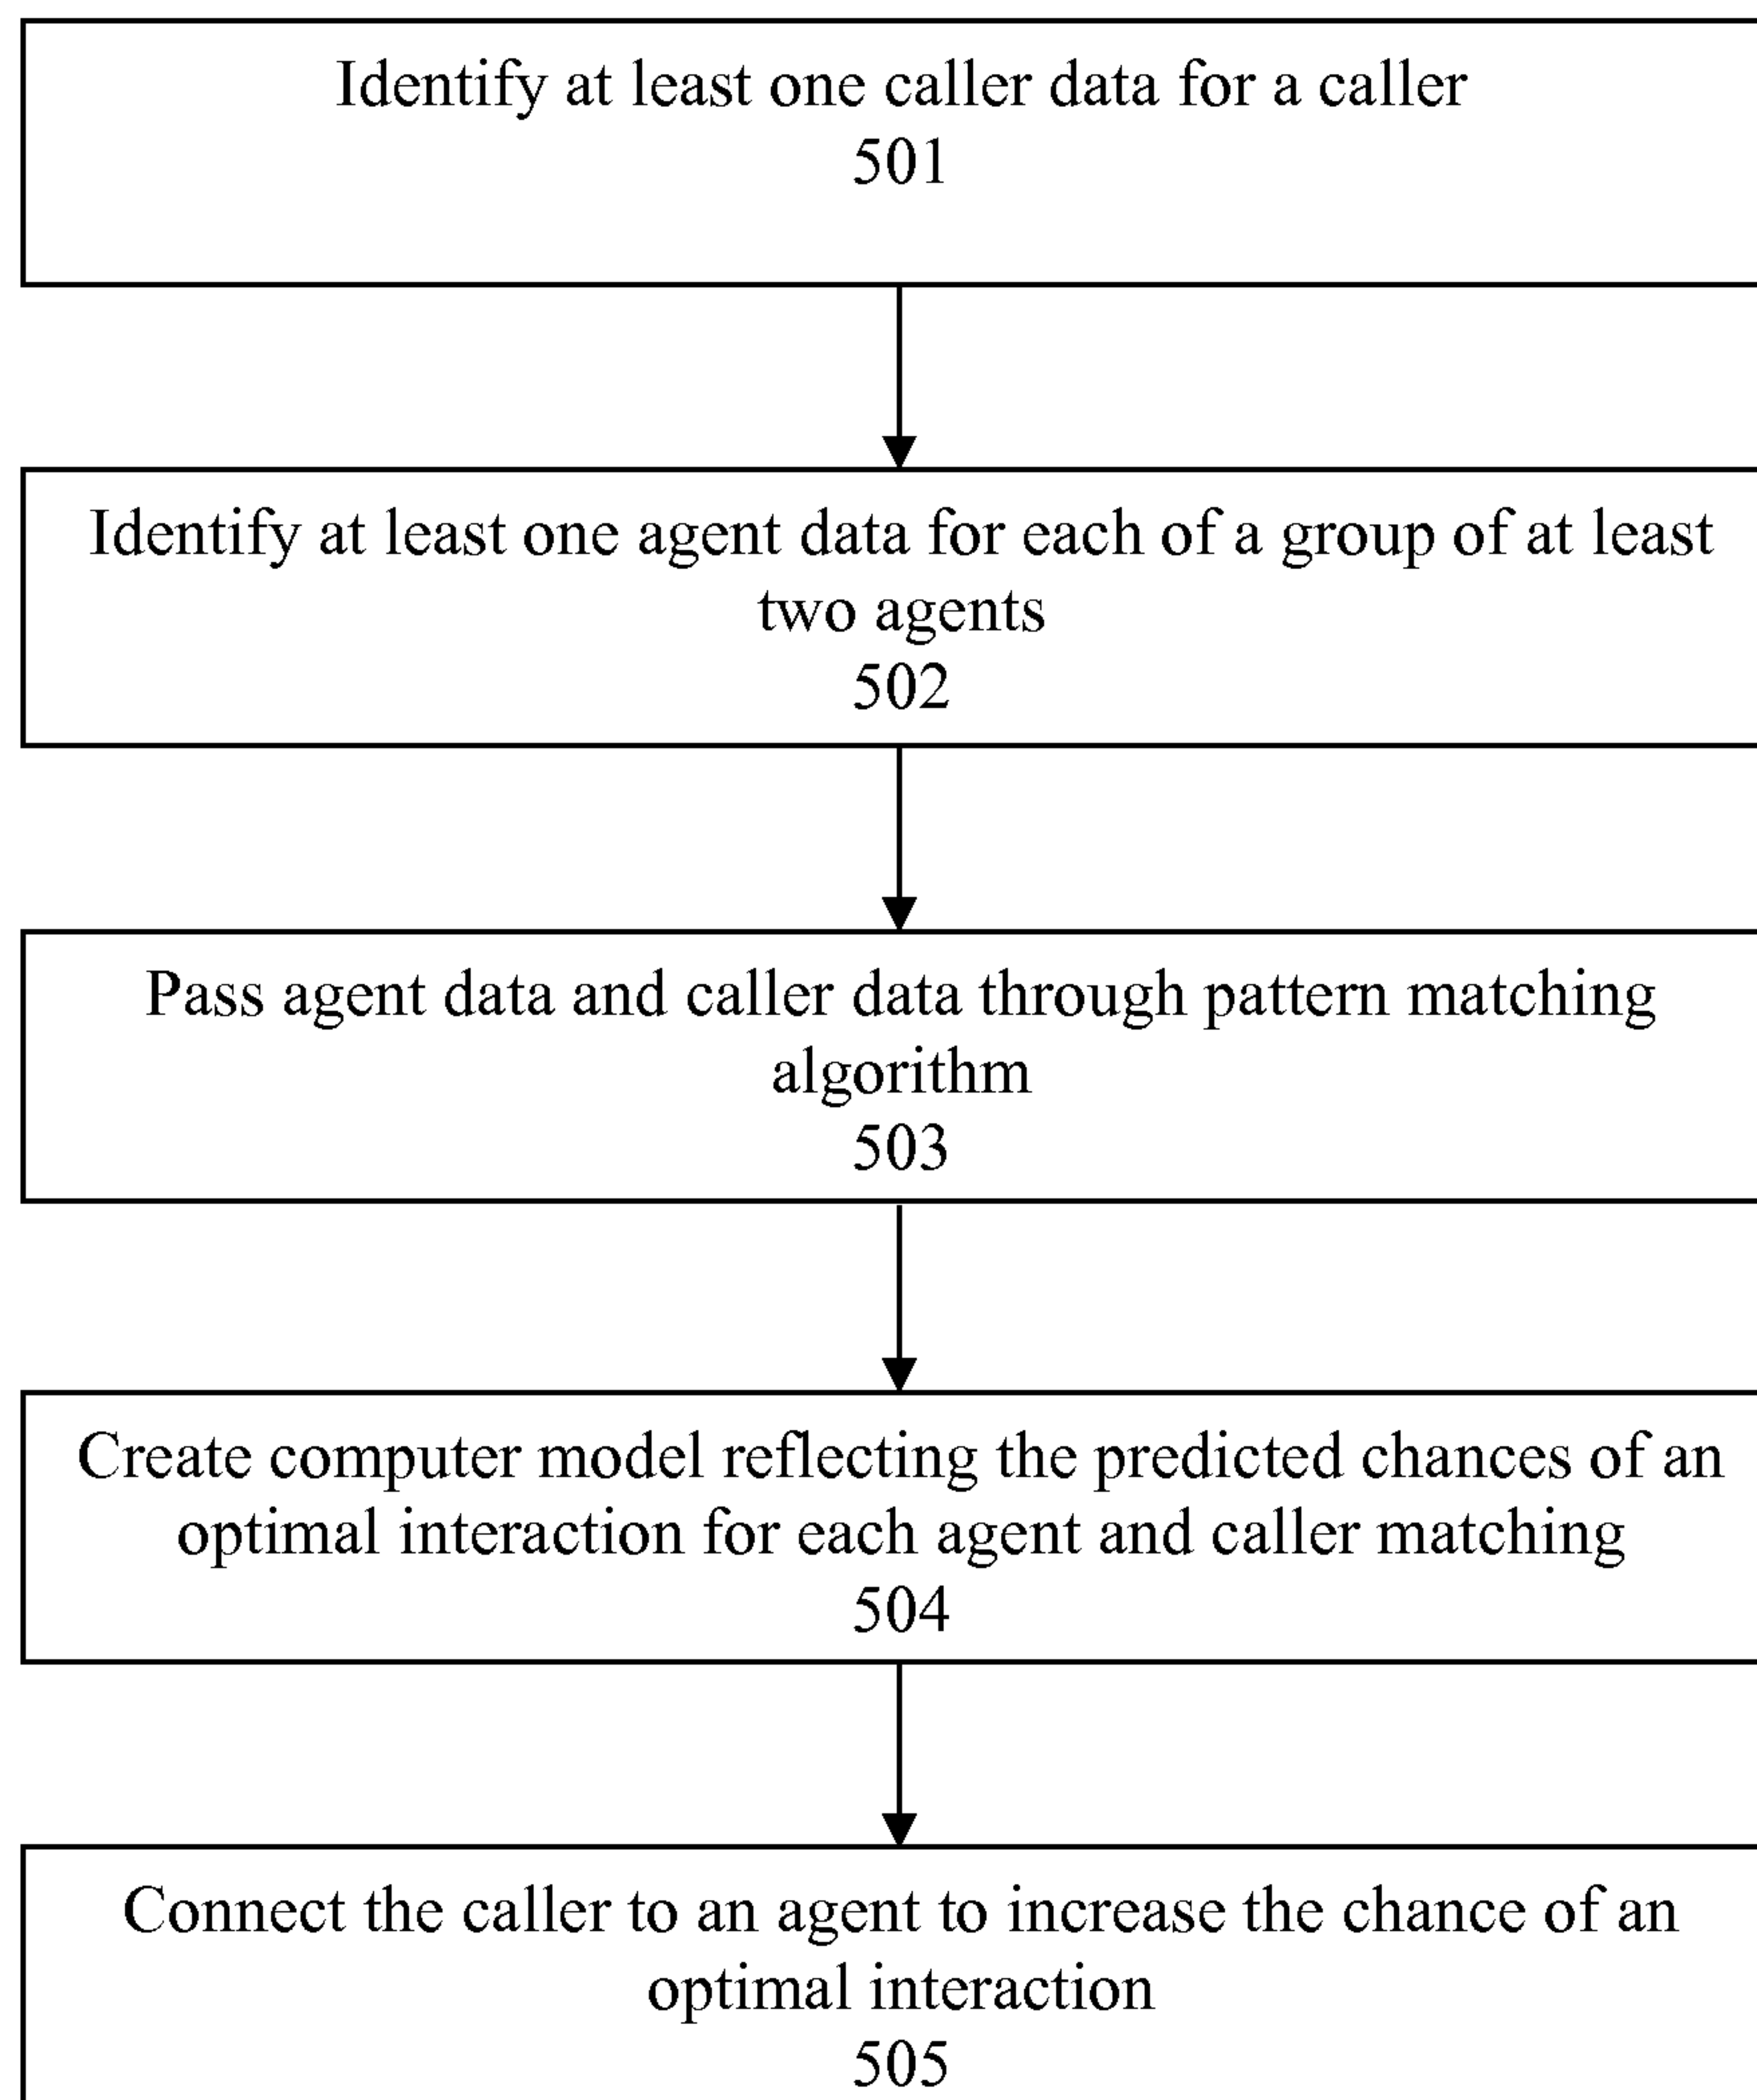 Identify at least one caller data for a caller
501
Identify at least one agent data for each of a group of at least
two agents
502
Pass agent data and caller data through pattern matching
algorithm
503
Create computer model reflecting the predicted chances of an
optimal interaction for each agent and caller matching
504
Connect the caller to an agent to increase the chance of an
optimal interaction
505